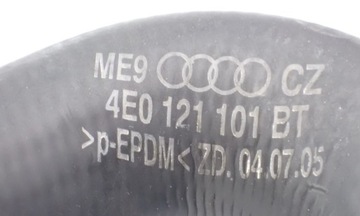 ME9 CZ
4E0 121 101 BT
>p-EPDM< ZD. 04.07.05